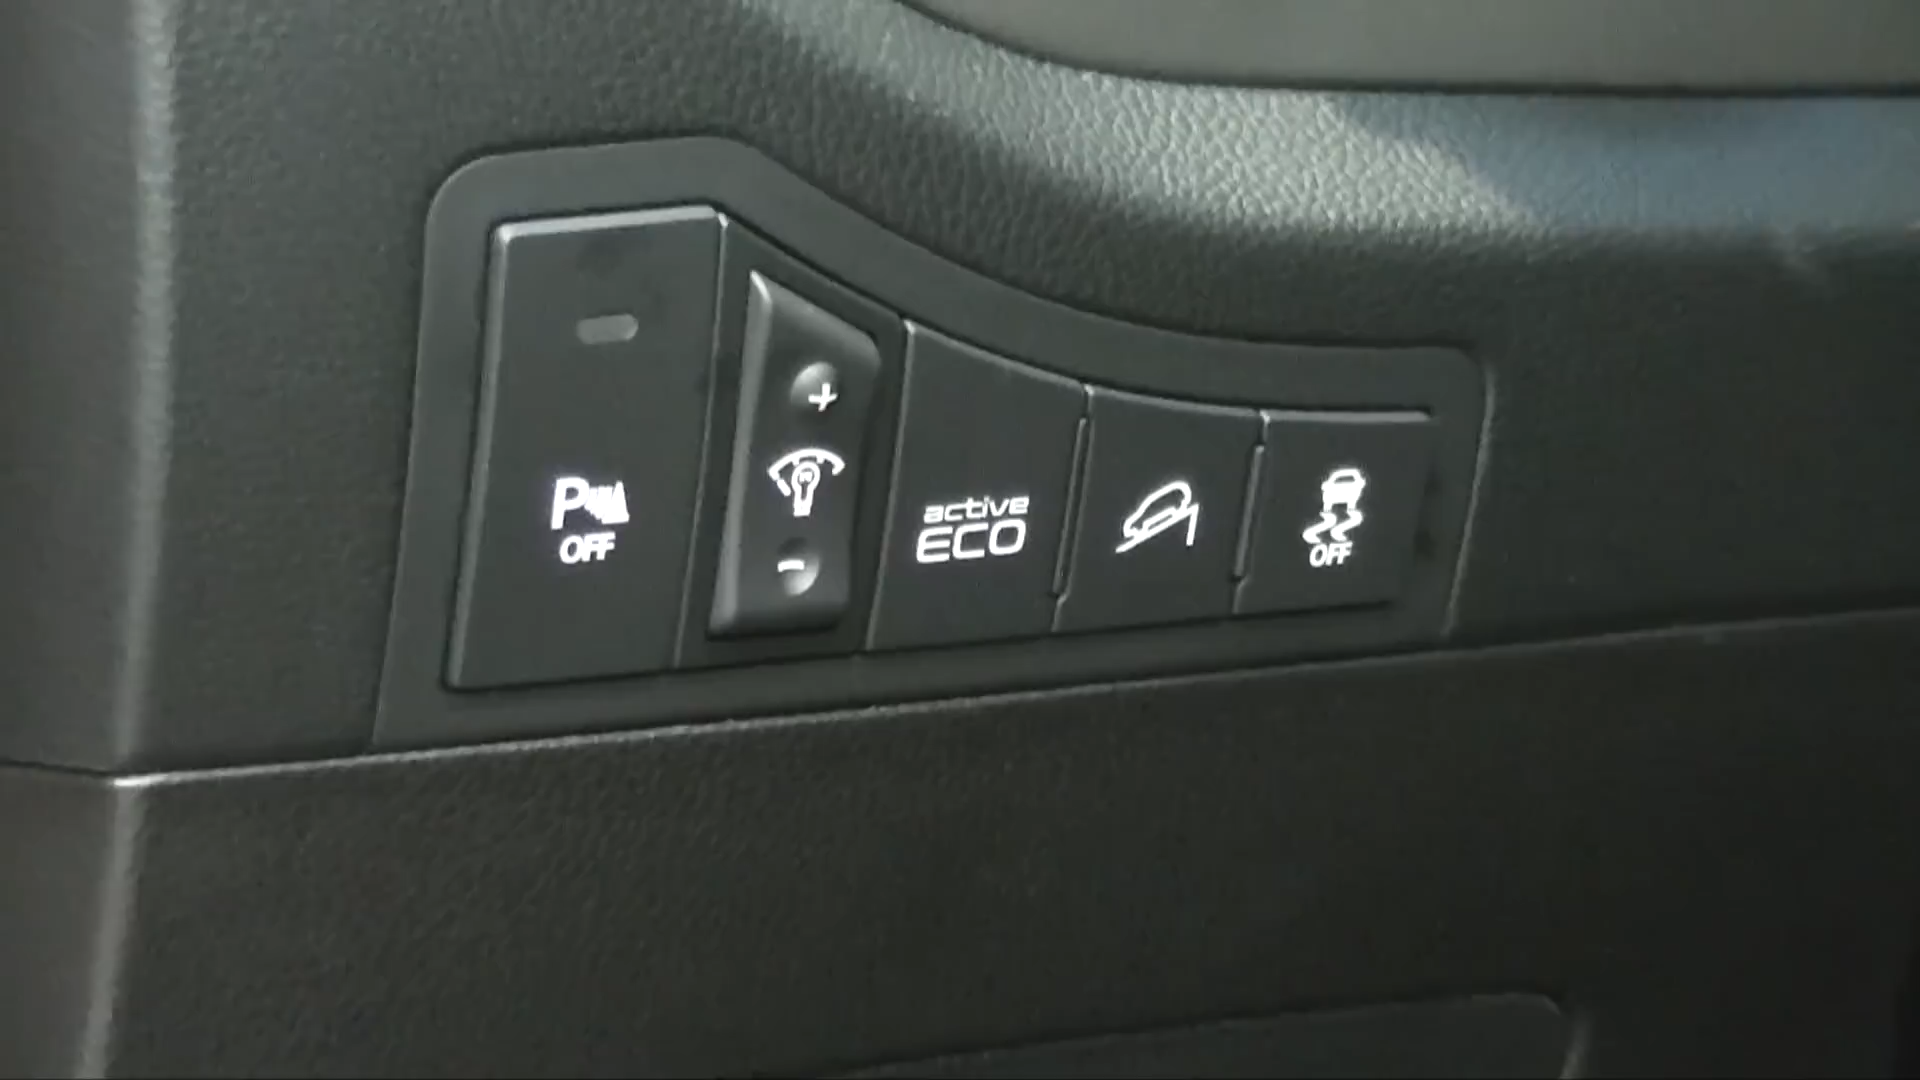 P
OFF
+
-
active
ECO
OFF